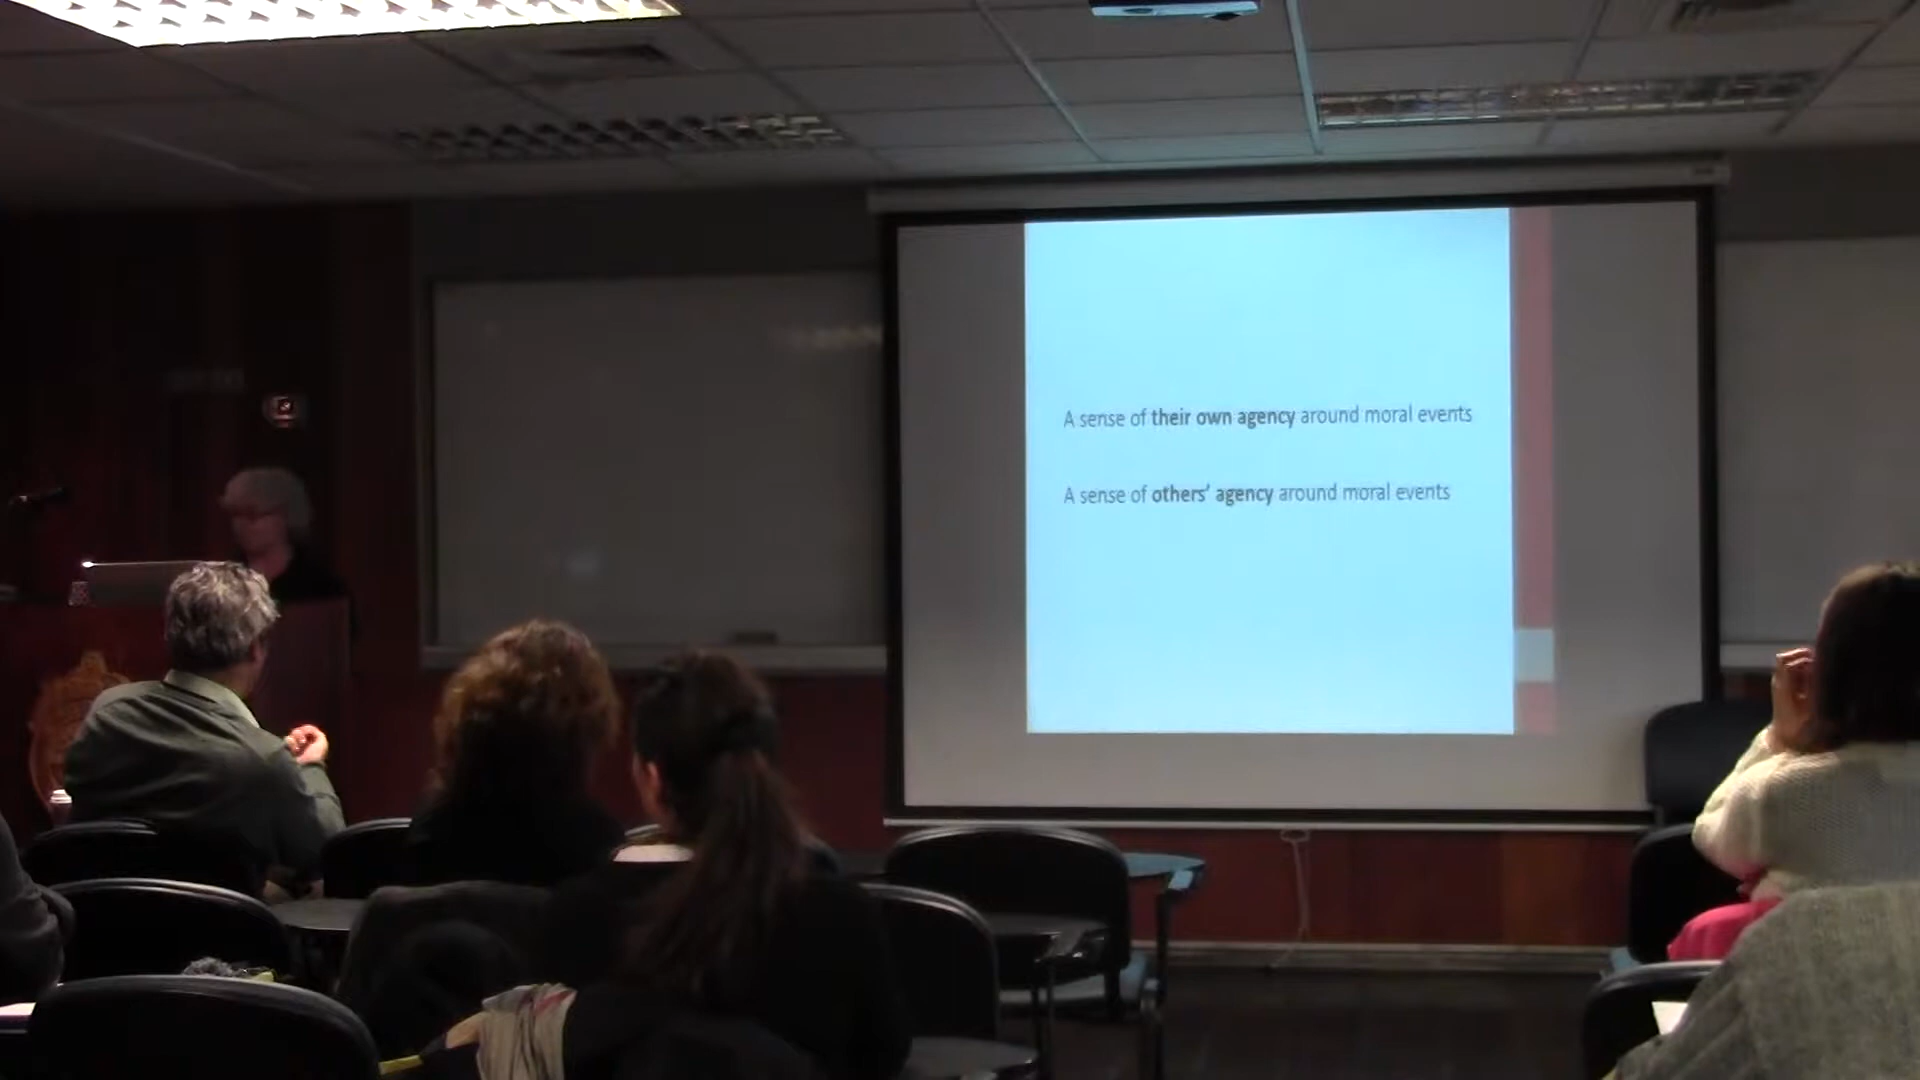 A sense of their own agency around moral events
A sense of others' agency around moral events